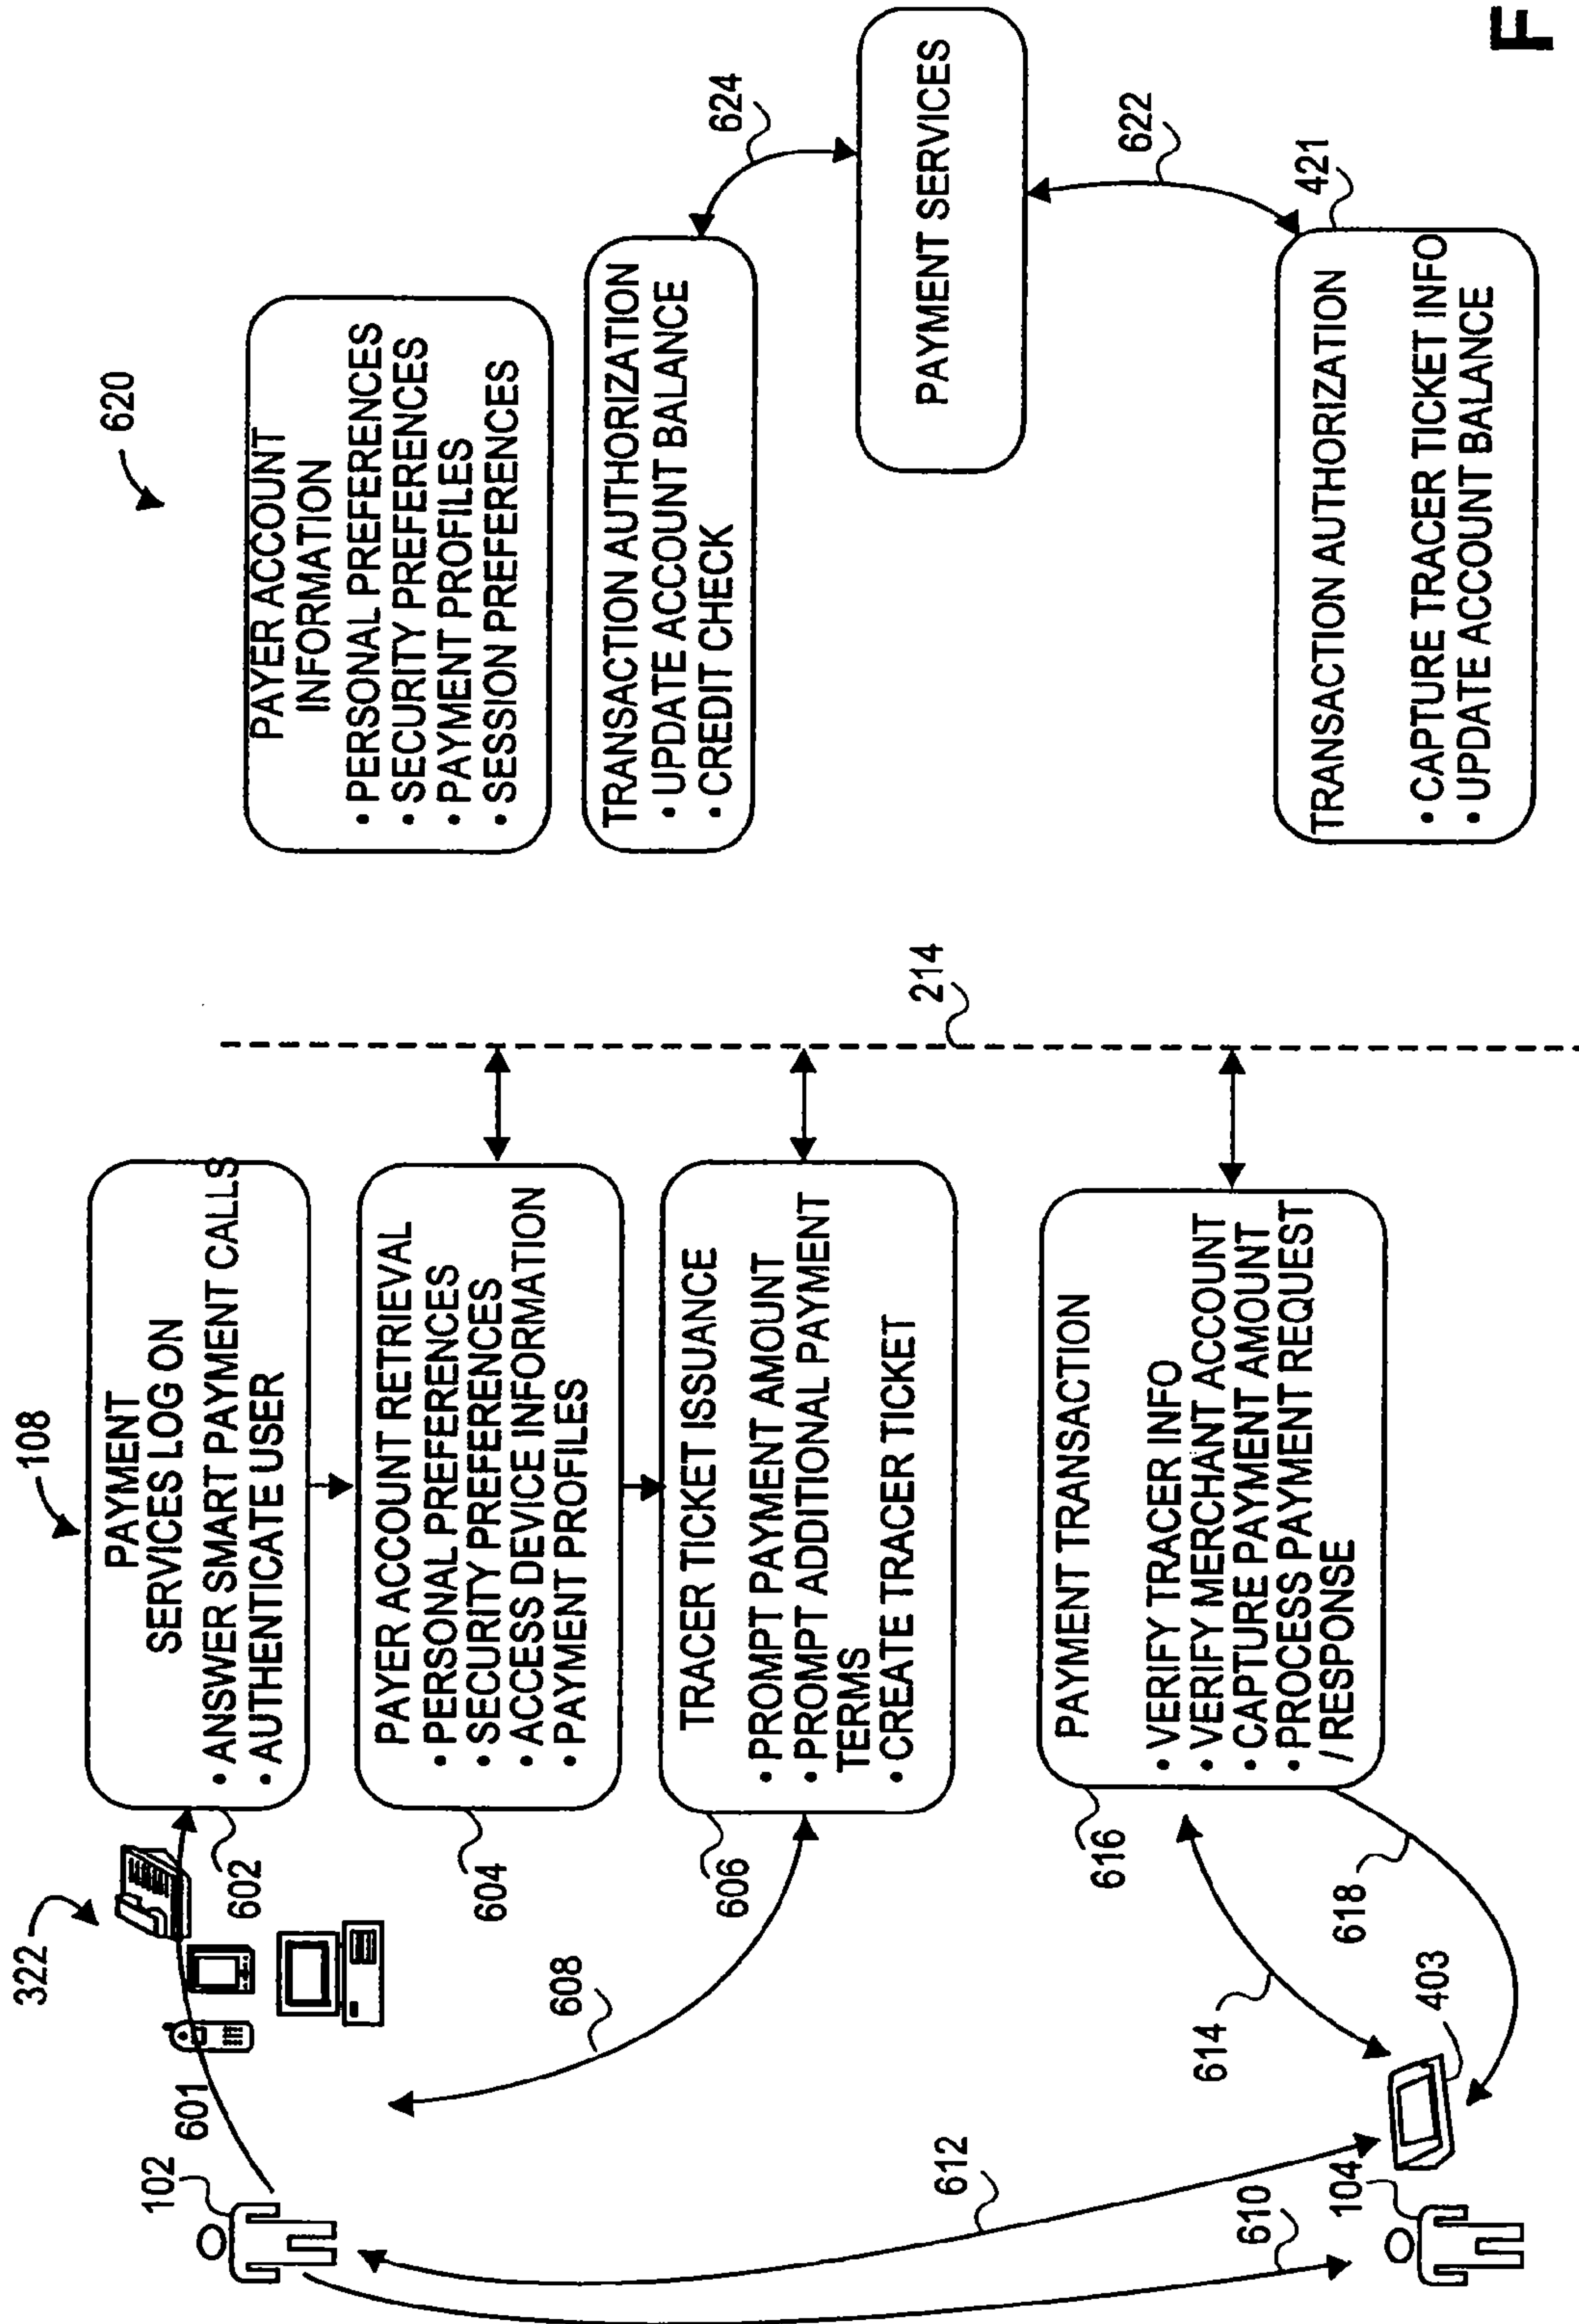 322
108
620
102
601
602
PAYMENT
SERVICES LOG ON
• ANSWER SMART PAYMENT CALLS
• AUTHENTICATE USER
604
PAYER ACCOUNT RETRIEVAL
• PERSONAL PREFERENCES
• SECURITY PREFERENCES
• ACCESS DEVICE INFORMATION
• PAYMENT PROFILES
608
606
TRACER TICKET ISSUANCE
• PROMPT PAYMENT AMOUNT
• PROMPT ADDITIONAL PAYMENT
TERMS
• CREATE TRACER TICKET
214
612
610
104
403
614
618
616
PAYMENT TRANSACTION
• VERIFY TRACER INFO
• VERIFY MERCHANT ACCOUNT
• CAPTURE PAYMENT AMOUNT
• PROCESS PAYMENT REQUEST
/ RESPONSE
PAYER ACCOUNT
INFORMATION
• PERSONAL PREFERENCES
• SECURITY PREFERENCES
• PAYMENT PROFILES
• SESSION PREFERENCES
TRANSACTION AUTHORIZATION
• UPDATE ACCOUNT BALANCE
• CREDIT CHECK
624
PAYMENT SERVICES
622
421
TRANSACTION AUTHORIZATION
• CAPTURE TRACER TICKET INFO
• UPDATE ACCOUNT BALANCE
F